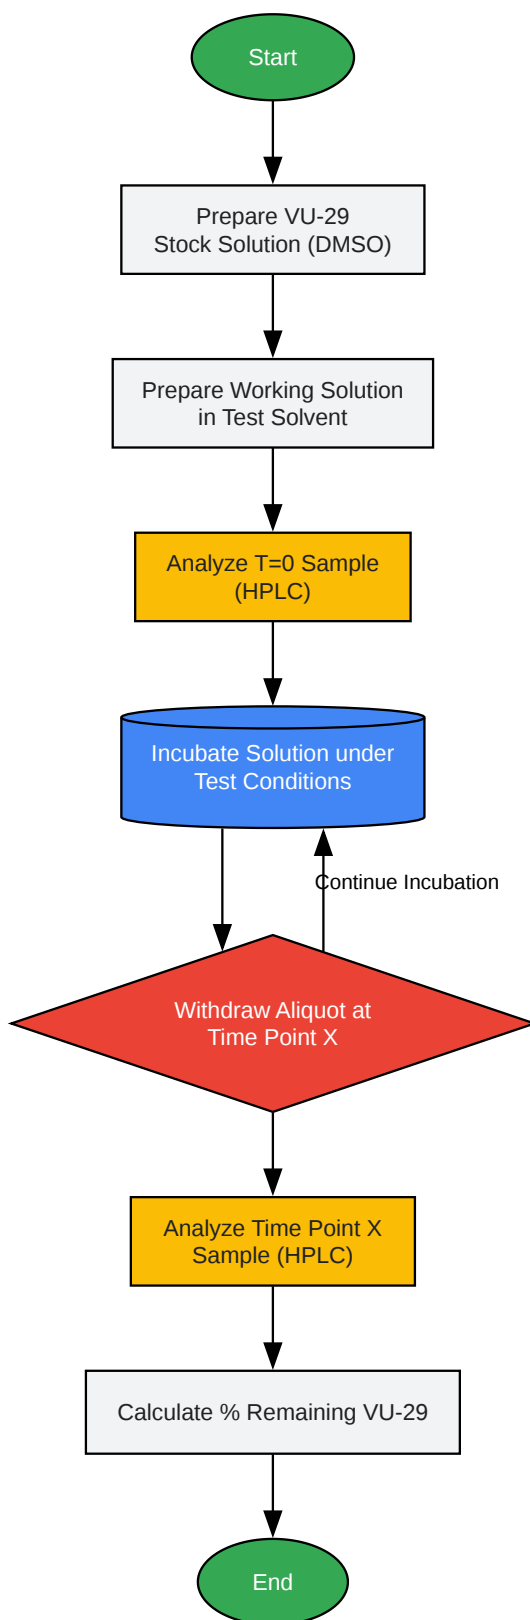 Start
Prepare VU-29
Stock Solution (DMSO)
Prepare Working Solution
in Test Solvent
Analyze T=0 Sample
(HPLC)
Incubate Solution under
Test Conditions
Continue Incubation
Withdraw Aliquot at
Time Point X
Analyze Time Point X
Sample (HPLC)
Calculate % Remaining VU-29
End